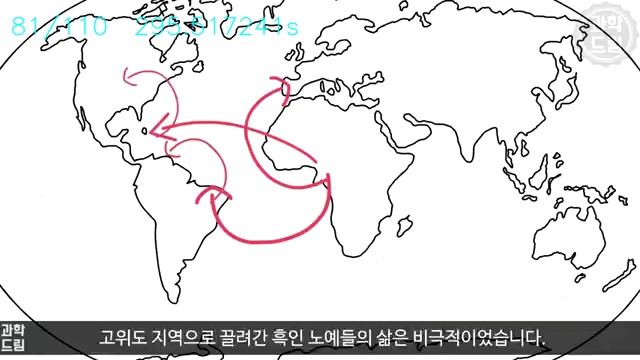 81/110 295.517241s
과학
드림
과학
드림
고위도 지역으로 끌려간 흑인 노예들의 삶은 비극적이었습니다.